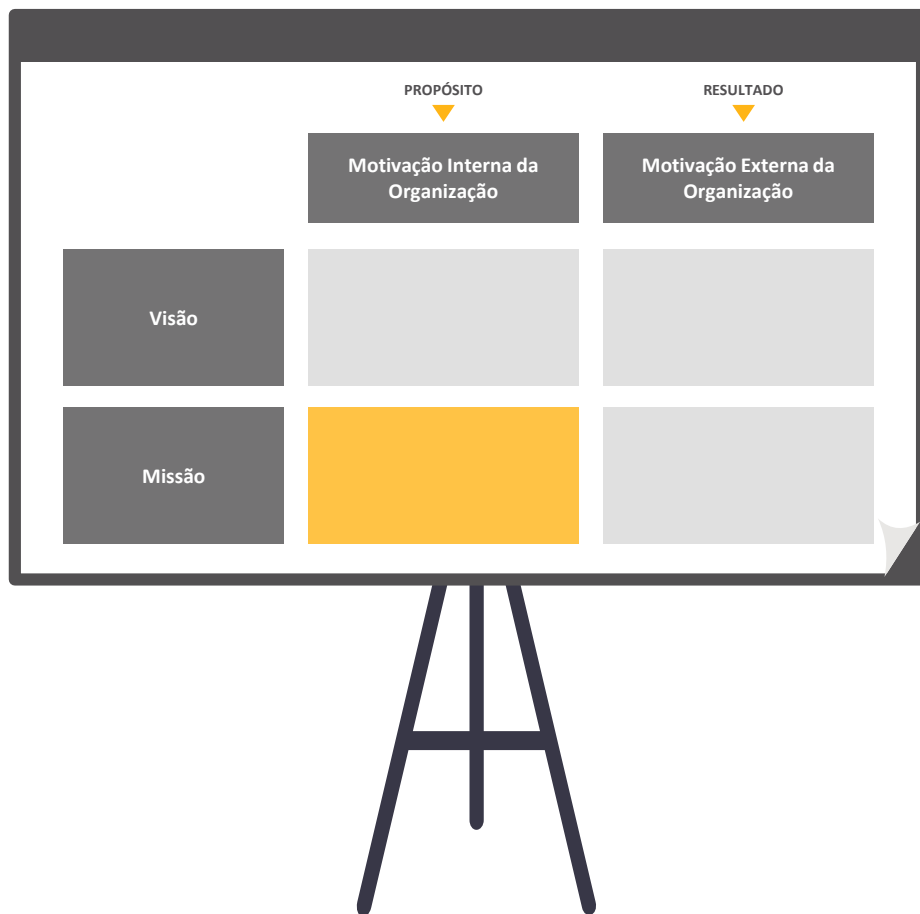 PROPÓSITO
RESULTADO
Motivação Interna da
Organização
Motivação Externa da
Organização
Visão
Missão